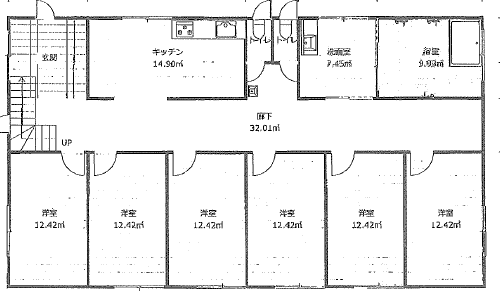 玄関
キッチン
14.90㎡
トイレ
トイレ
洗面室
7.45㎡
浴室
9.93㎡
廊下
32.01㎡
UP
洋室
12.42㎡
洋室
12.42㎡
洋室
12.42㎡
洋室
12.42㎡
洋室
12.42㎡
洋室
12.42㎡